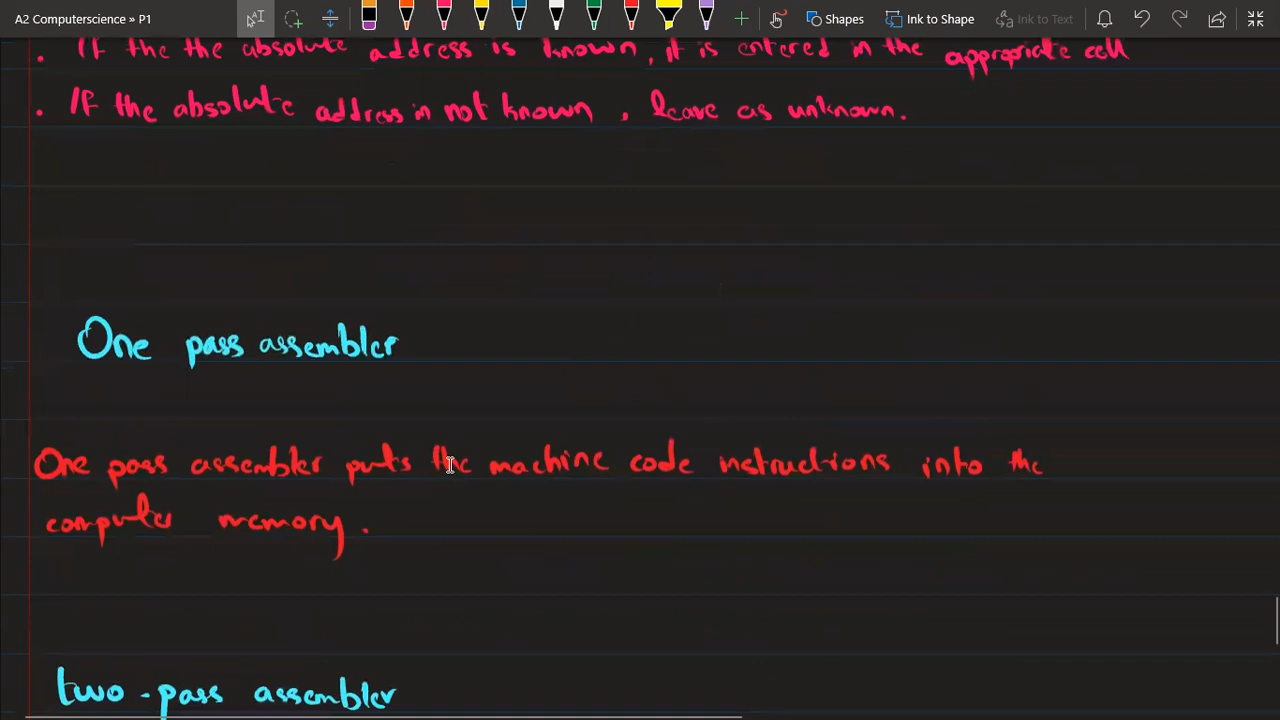 A2 Computerscience » P1
Shapes
Ink to Shape
Ink to Text
. If the the absolute address is known, it is entered in the appropriate cell
. If the absolute address in not known, leave as unknown.
One pass assembler
One pass assembler puts the machine code instructions into the
computer memory.
two-pass assembler